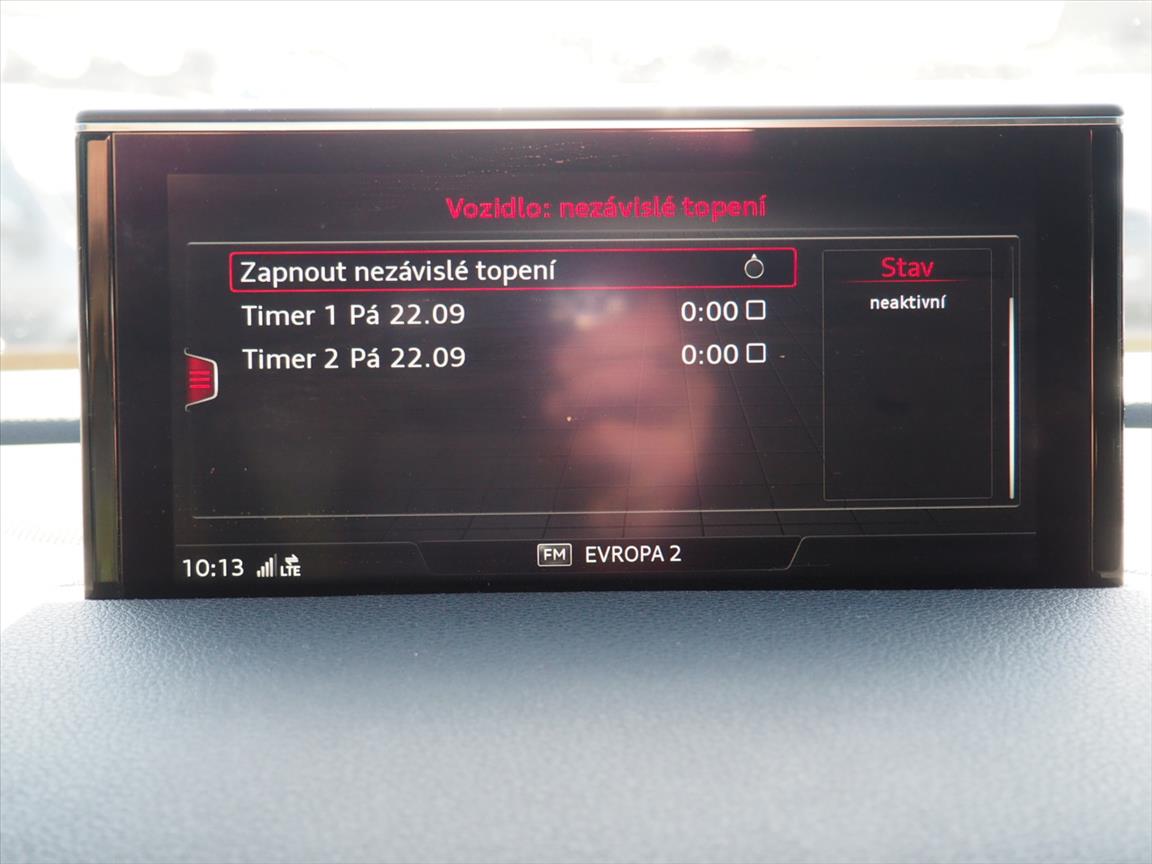 Vozidlo: nezávislé topení
Zapnout nezávislé topení
Timer 1 Pá 22.09 0:00
Timer 2 Pá 22.09 0:00
Stav
neaktivní
10:13 LTE
FM EVROPA 2